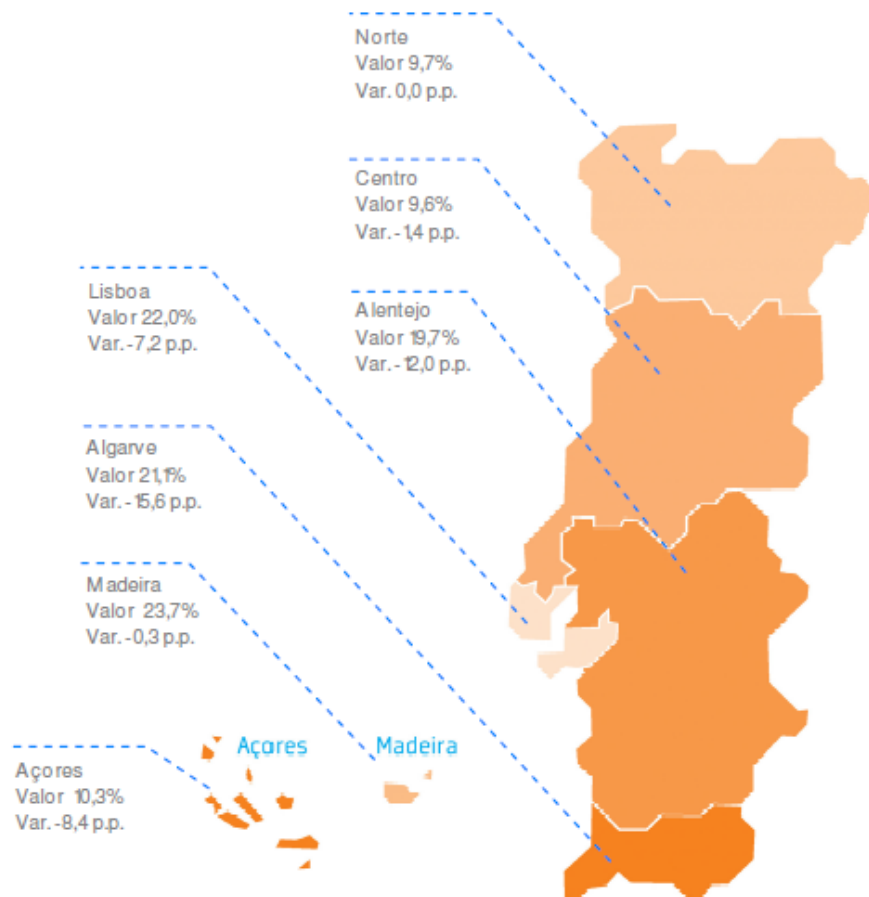 Norte
Valor 9,7%
Var. 0,0 p.p.
Centro
Valor 9,6%
Var. -1,4 p.p.
Lisboa
Valor 22,0%
Var. -7,2 p.p.
Alentejo
Valor 19,7%
Var. -12,0 p.p.
Algarve
Valor 21,1%
Var. -15,6 p.p.
Madeira
Valor 23,7%
Var. -0,3 p.p.
Açores
Madeira
Açores
Valor 10,3%
Var. -8,4 p.p.